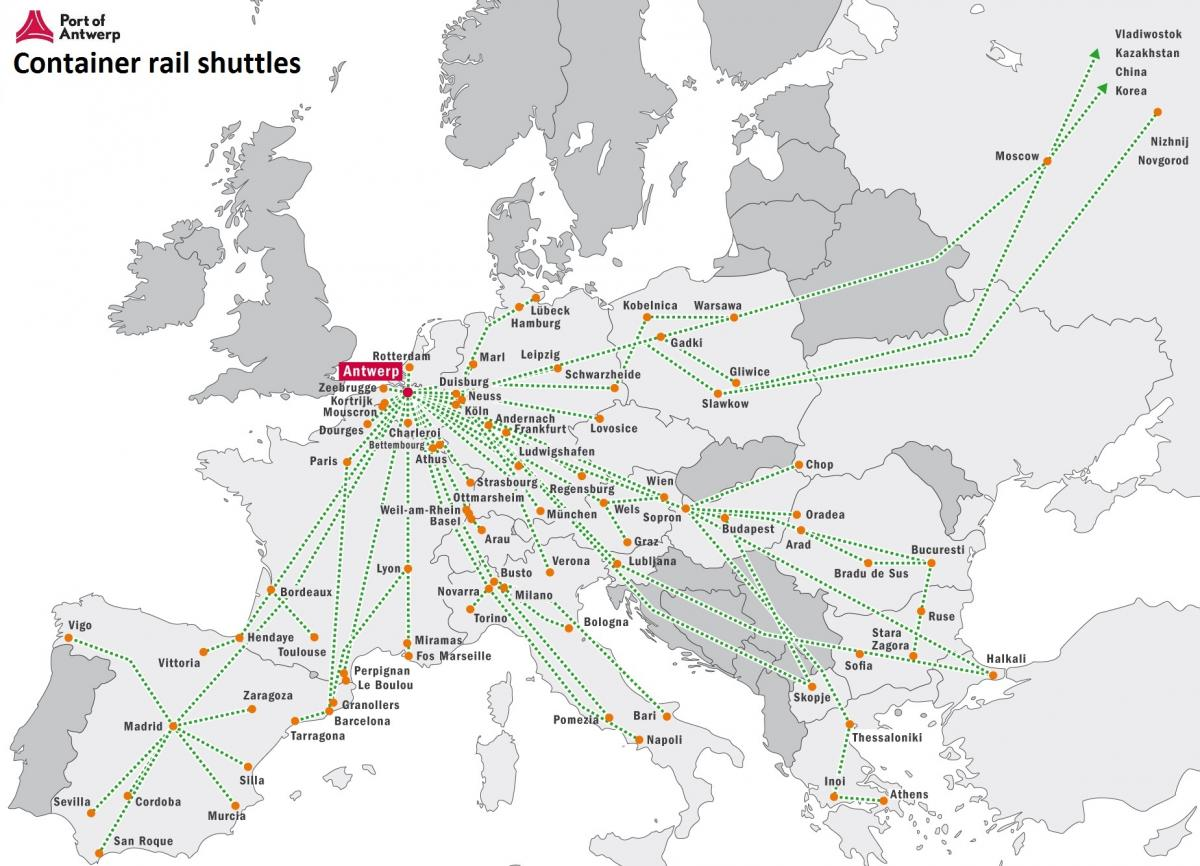 Port of
Antwerp
Container rail shuttles
Vladiwostok
Kazakhstan
China
Korea
Nizhnij
Novgorod
Moscow
Kobelnica
Warsawa
Lübeck
Hamburg
Gadki
Rotterdam
Marl
Leipzig
Antwerp
Schwarzheide
Gliwice
Zeebrugge
Duisburg
Neuss
Slawkow
Kortrijk
Mouscron
Köln
Andernach
Dourges
Charleroi
Frankfurt
Lovosice
Bettembourg
Athus
Ludwigshafen
Paris
Chop
Strasbourg
Regensburg
Wien
Ottmarsheim
Weil-am-Rhein
Basel
München
Wels
Sopron
Oradea
Budapest
Arau
Graz
Arad
Bucuresti
Lyon
Busto
Verona
Lubljana
Bradu de Sus
Bordeaux
Novarra
Milano
Torino
Bologna
Ruse
Vigo
Hendaye
Toulouse
Miramas
Fos Marseille
Stara
Zagora
Vittoria
Sofia
Halkali
Perpignan
Le Boulou
Zaragoza
Skopje
Granollers
Barcelona
Madrid
Tarragona
Pomezia
Bari
Napoli
Thessaloniki
Silla
Inoi
Athens
Sevilla
Cordoba
Murcia
San Roque